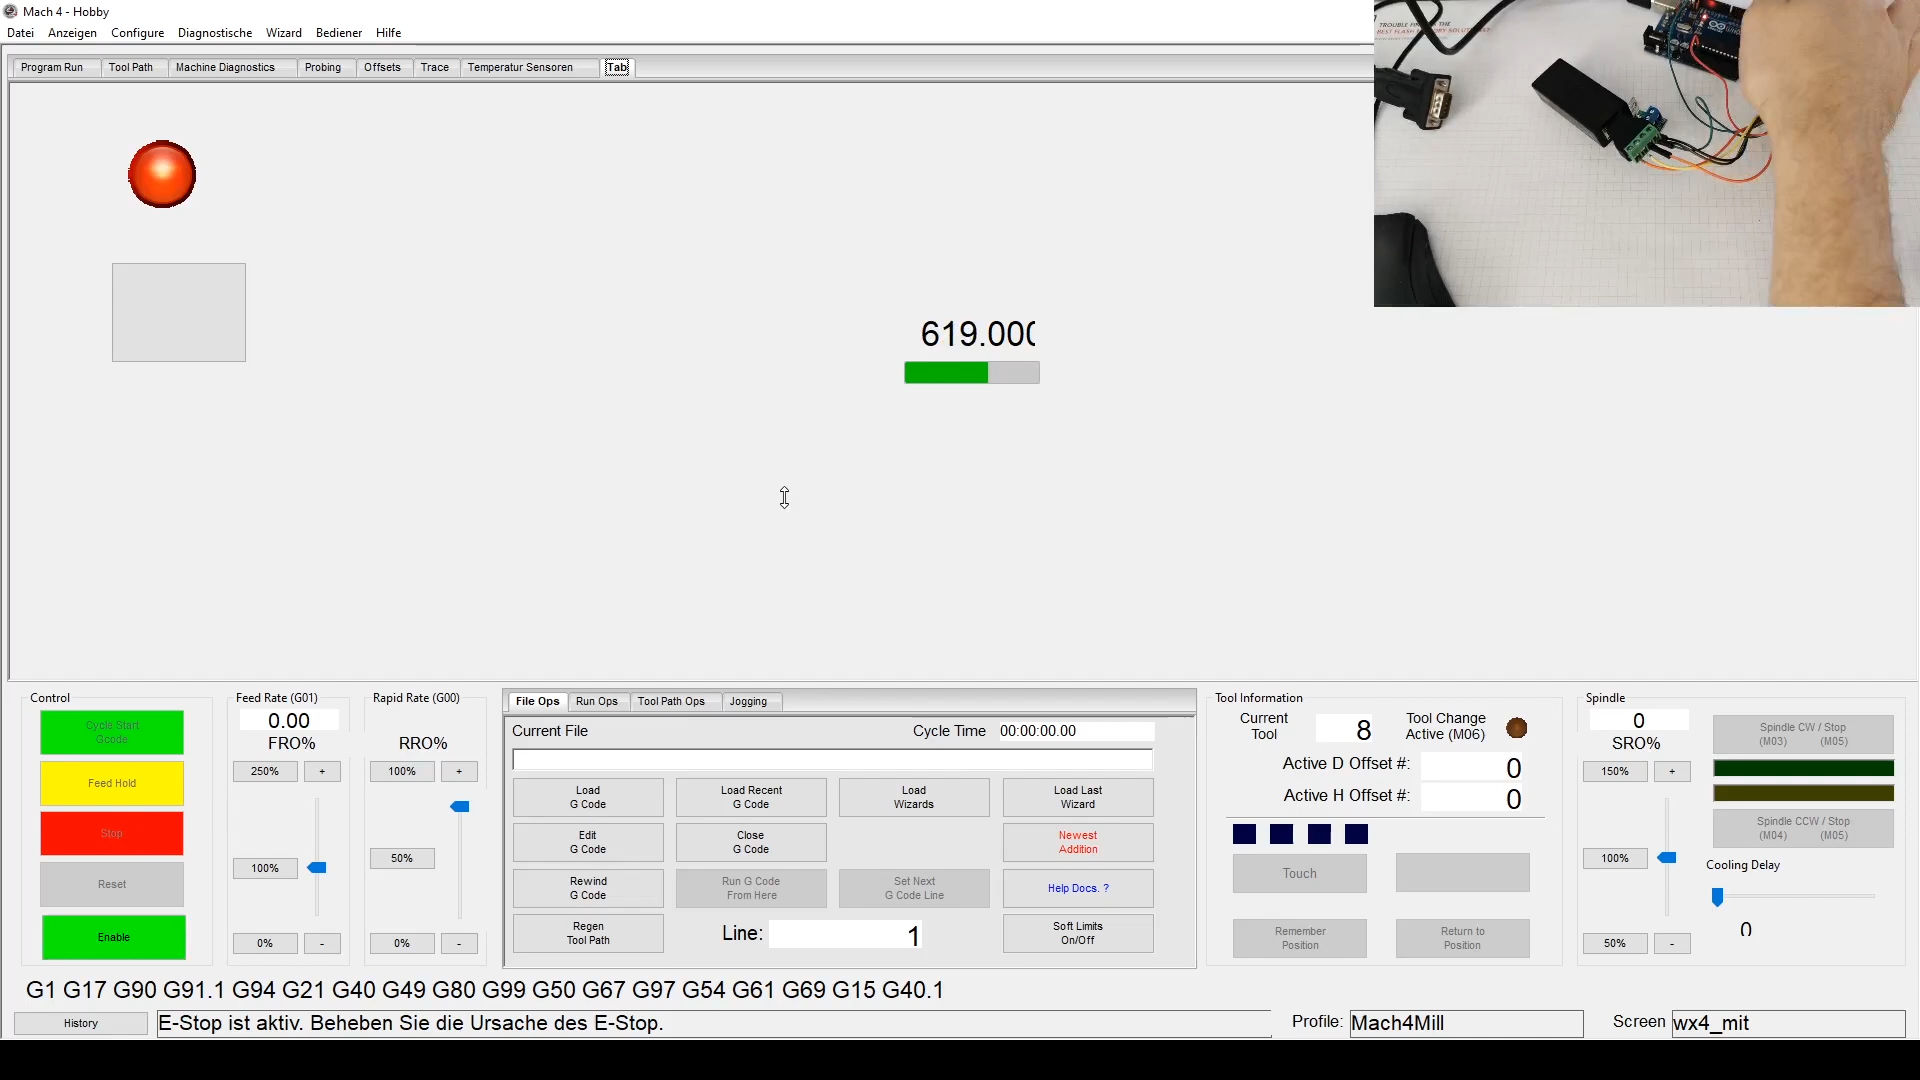 Mach 4 - Hobby
Datei Anzeigen Configure Diagnostische Wizard Bediener Hilfe
Program Run Tool Path Machine Diagnostics Probing Offsets Trace Temperatur Sensoren Tab
619.000
Control
Cycle Start
Gcode
Feed Hold
Stop
Reset
Enable
Feed Rate (G01)
0.00
FRO%
250% +
100%
0% -
Rapid Rate (G00)
RRO%
100% +
50%
0% -
File Ops Run Ops Tool Path Ops Jogging
Current File
Cycle Time 00:00:00.00
Load
G Code
Load Recent
G Code
Load
Wizards
Load Last
Wizard
Edit
G Code
Close
G Code
Newest
Addition
Rewind
G Code
Run G Code
From Here
Set Next
G Code Line
Help Docs. ?
Regen
Tool Path
Line: 1
Soft Limits
On/Off
Tool Information
Current
Tool
8
Tool Change
Active (M06)
Active D Offset #: 0
Active H Offset #: 0
Touch
Remember
Position
Return to
Position
Spindle
0
SRO%
150% +
100%
50% -
Spindle CW / Stop
(M03) (M05)
Spindle CCW / Stop
(M04) (M05)
Cooling Delay
0
G1 G17 G90 G91.1 G94 G21 G40 G49 G80 G99 G50 G67 G97 G54 G61 G69 G15 G40.1
History
E-Stop ist aktiv. Beheben Sie die Ursache des E-Stop.
Profile: Mach4Mill
Screen wx4_mit